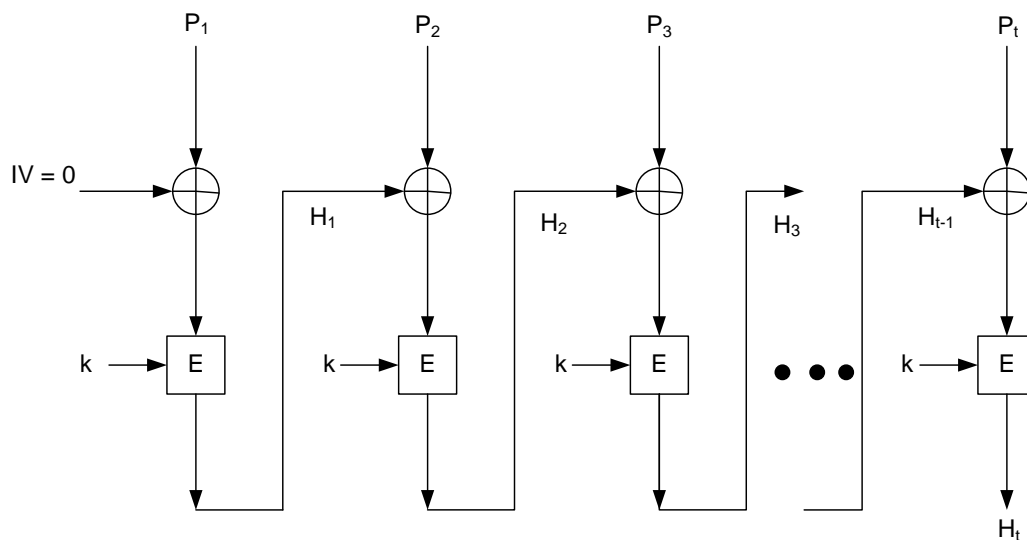 P₁ P₂ P₃ Pₜ
IV = 0
H₁ H₂ H₃ Hₜ₋₁
k E k E k E k E
Hₜ